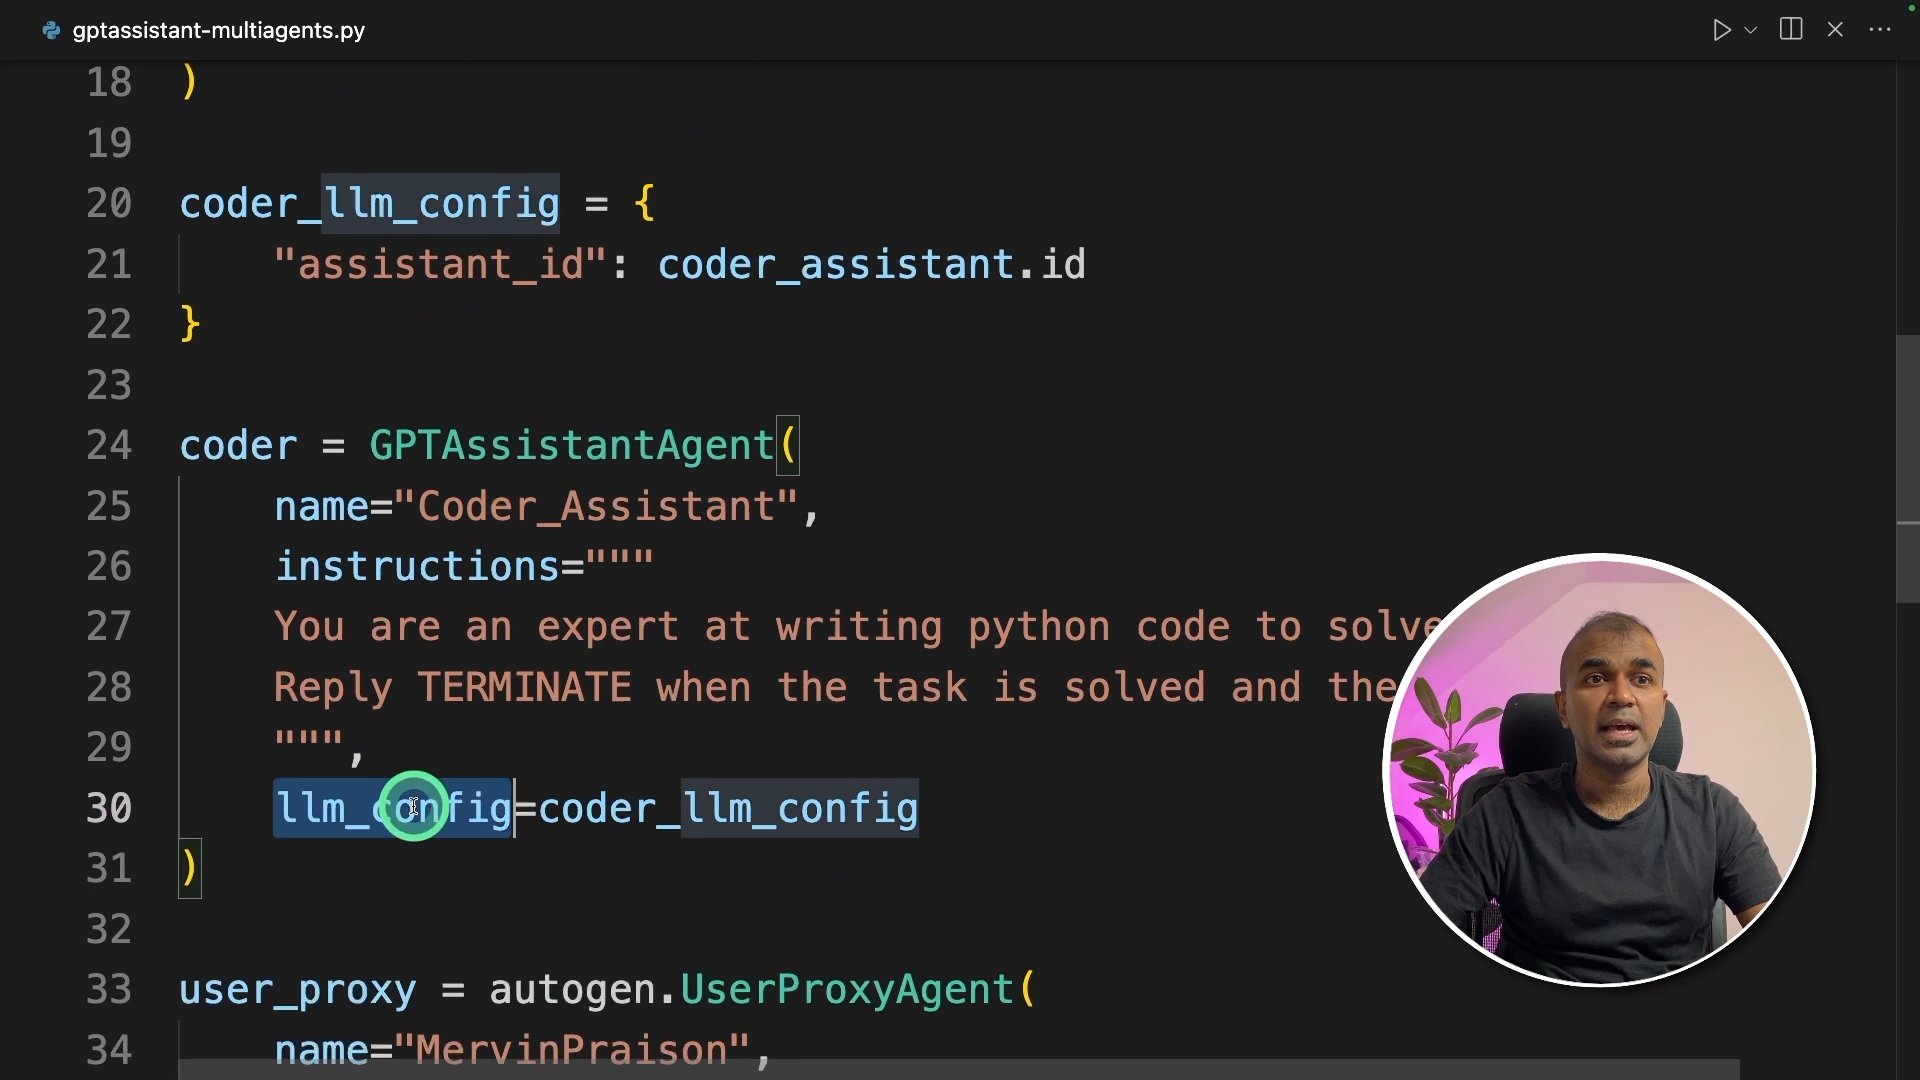 gptassistant-multiagents.py
18 )
19
20 coder_llm_config = {
21 "assistant_id": coder_assistant.id
22 }
23
24 coder = GPTAssistantAgent(
25 name="Coder_Assistant",
26 instructions="""
27 You are an expert at writing python code to solve
28 Reply TERMINATE when the task is solved and the
29 """,
30 llm_config=coder_llm_config
31 )
32
33 user_proxy = autogen.UserProxyAgent(
34 name="MervinPraison",